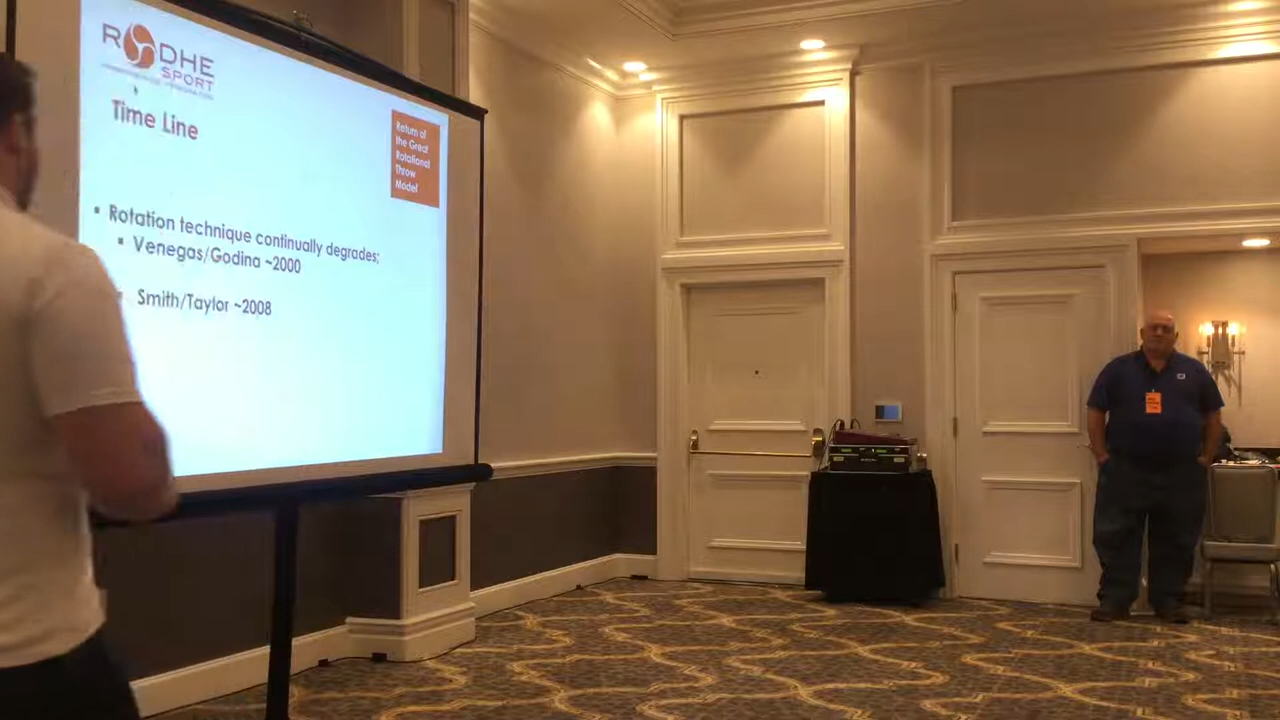 RODHE
SPORT
Time Line
Return of
the Great
Rotational
Throw
Model
▪ Rotation technique continually degrades;
▪ Venegas/Godina ~2000
▪ Smith/Taylor ~2008